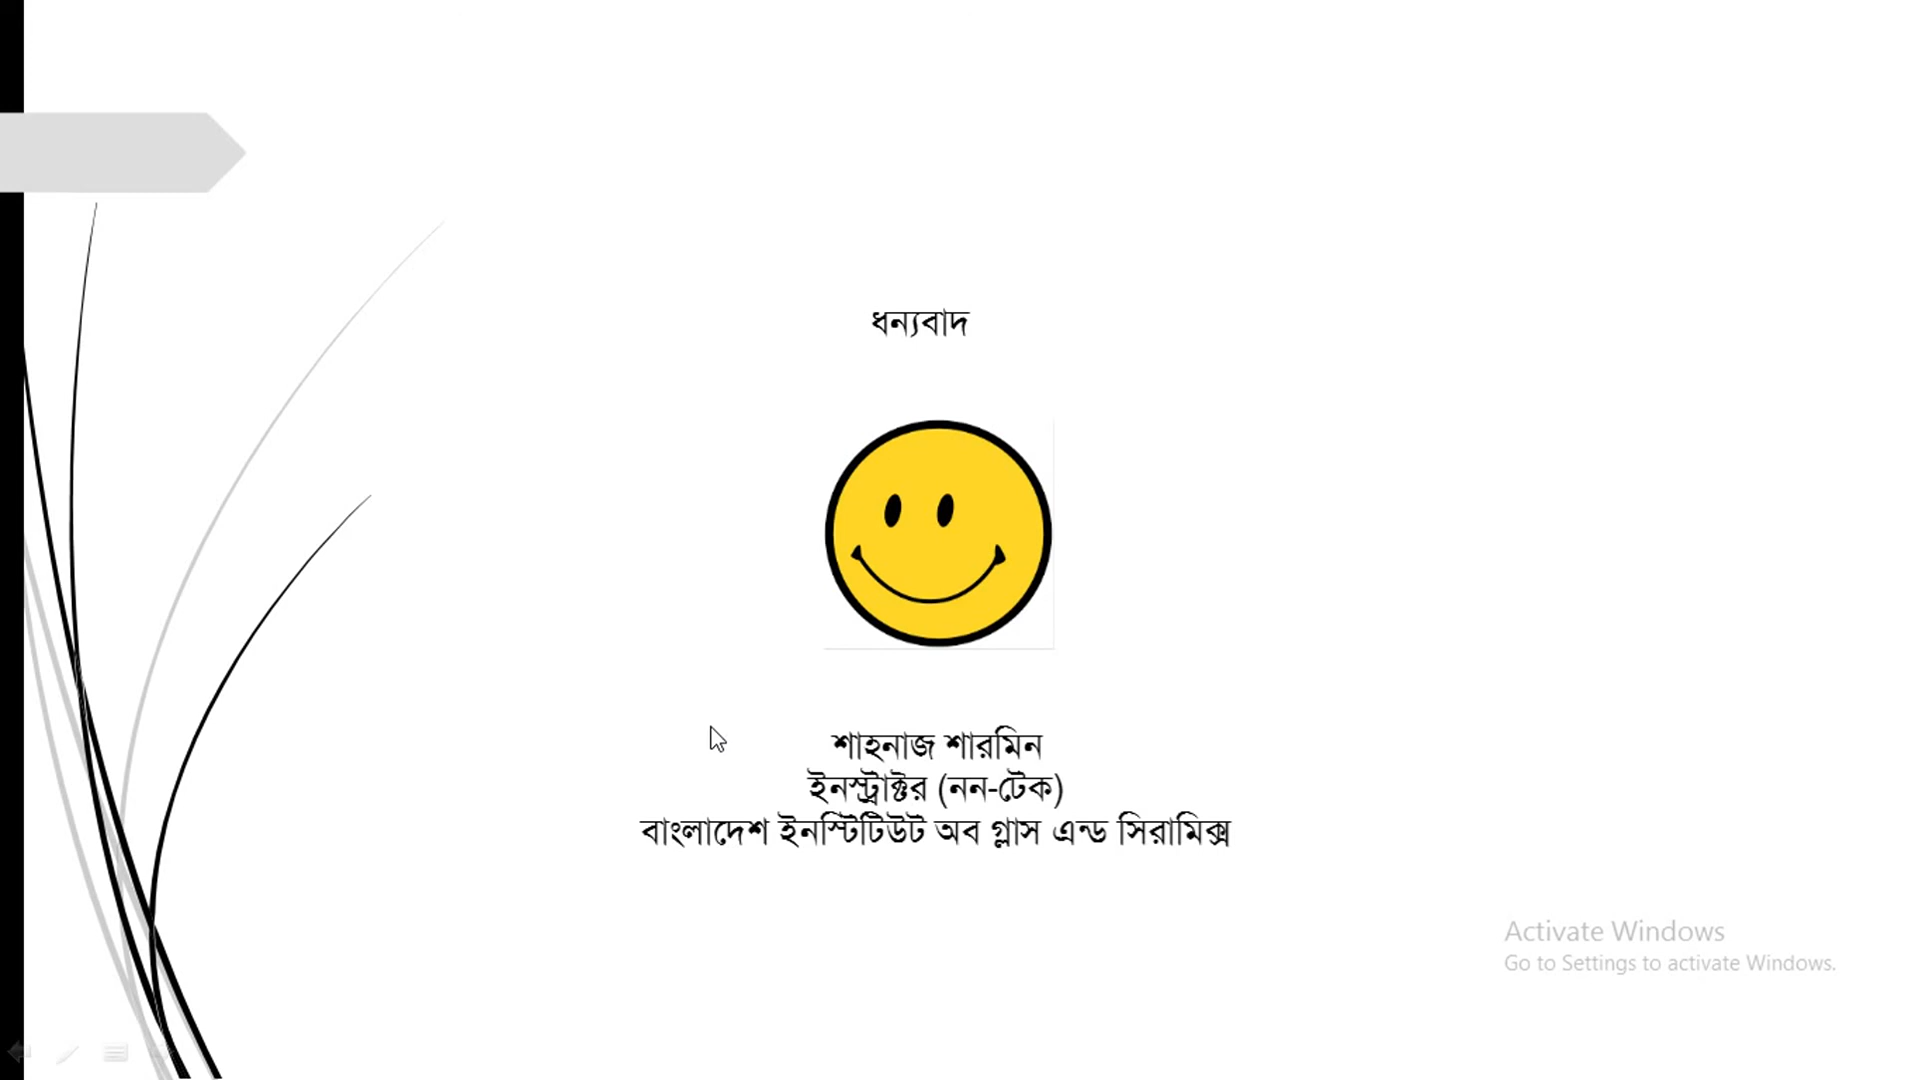 ধন্যবাদ
শাহনাজ শারমিন
ইনস্ট্রাক্টর (নন-টেক)
বাংলাদেশ ইনস্টিটিউট অব গ্লাস এন্ড সিরামিক্স
Activate Windows
Go to Settings to activate Windows.